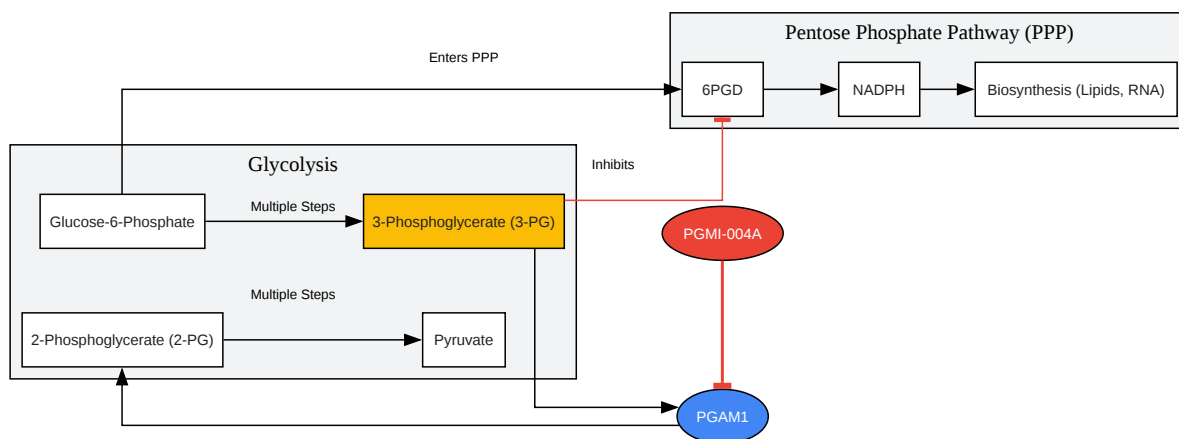 Pentose Phosphate Pathway (PPP)
Enters PPP
6PGD
NADPH
Biosynthesis (Lipids, RNA)
Glycolysis
Inhibits
Glucose-6-Phosphate
Multiple Steps
3-Phosphoglycerate (3-PG)
PGMI-004A
Multiple Steps
2-Phosphoglycerate (2-PG)
Pyruvate
PGAM1